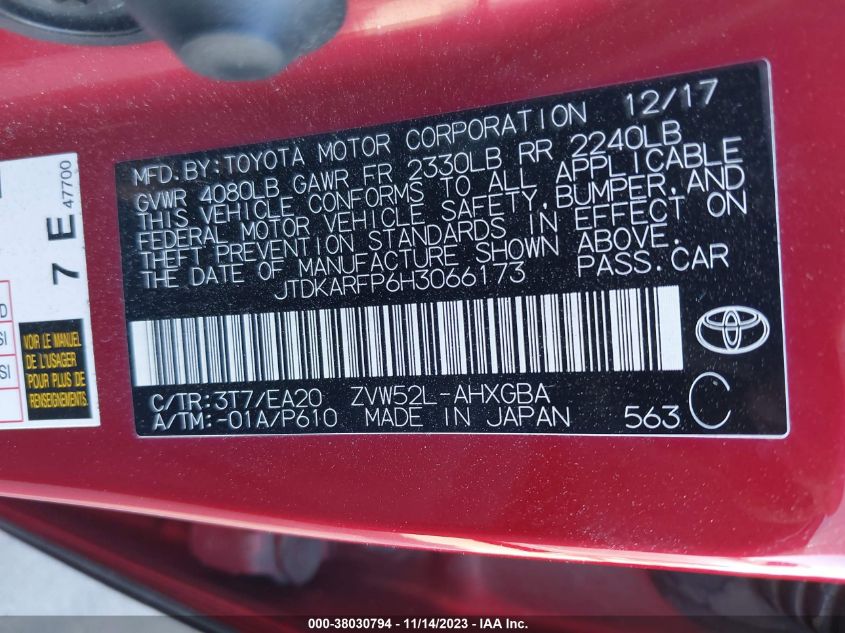 12/17
MFD.BY:TOYOTA MOTOR CORPORATION
GVWR 4080LB GAWR FR 2330LB RR 2240LB
THIS VEHICLE CONFORMS TO ALL APPLICABLE
FEDERAL MOTOR VEHICLE SAFETY,BUMPER,AND
THEFT PREVENTION STANDARDS IN EFFECT ON
THE DATE OF MANUFACTURE SHOWN ABOVE.
JTDKARFP6H3066173 PASS.CAR
C/TR:3T7/EA20 ZVW52L-AHXGBA
A/TM:-01A/P610 MADE IN JAPAN 563 C
7 E 47700
VOIR LE MANUEL
DE L'USAGER
POUR PLUS DE
RENSEIGNEMENTS.
D
SI
SI
000-38030794 - 11/14/2023 - IAA Inc.